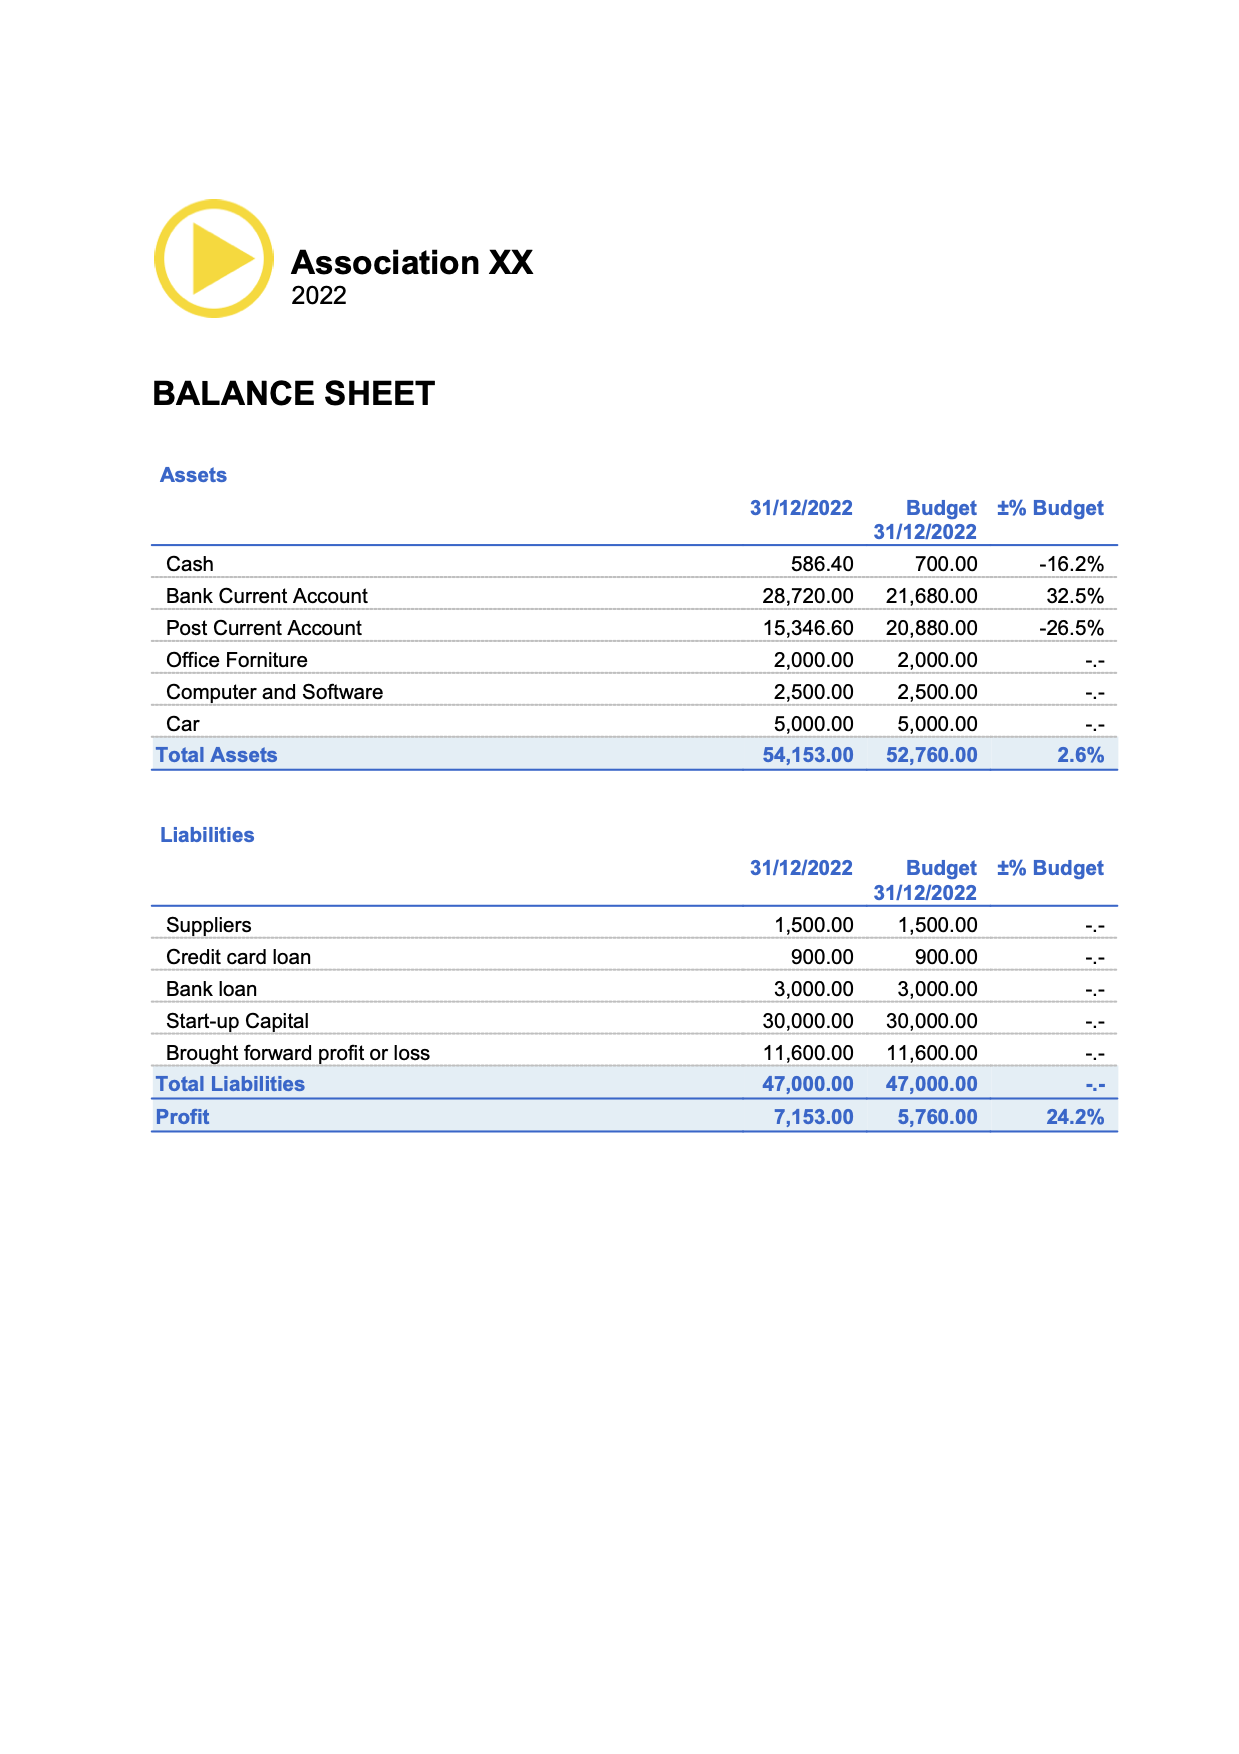 Association XX
2022
BALANCE SHEET
Assets
31/12/2022 Budget ±% Budget
31/12/2022
Cash 586.40 700.00 -16.2%
Bank Current Account 28,720.00 21,680.00 32.5%
Post Current Account 15,346.60 20,880.00 -26.5%
Office Forniture 2,000.00 2,000.00 -.-
Computer and Software 2,500.00 2,500.00 -.-
Car 5,000.00 5,000.00 -.-
Total Assets 54,153.00 52,760.00 2.6%
Liabilities
31/12/2022 Budget ±% Budget
31/12/2022
Suppliers 1,500.00 1,500.00 -.-
Credit card loan 900.00 900.00 -.-
Bank loan 3,000.00 3,000.00 -.-
Start-up Capital 30,000.00 30,000.00 -.-
Brought forward profit or loss 11,600.00 11,600.00 -.-
Total Liabilities 47,000.00 47,000.00 -.-
Profit 7,153.00 5,760.00 24.2%